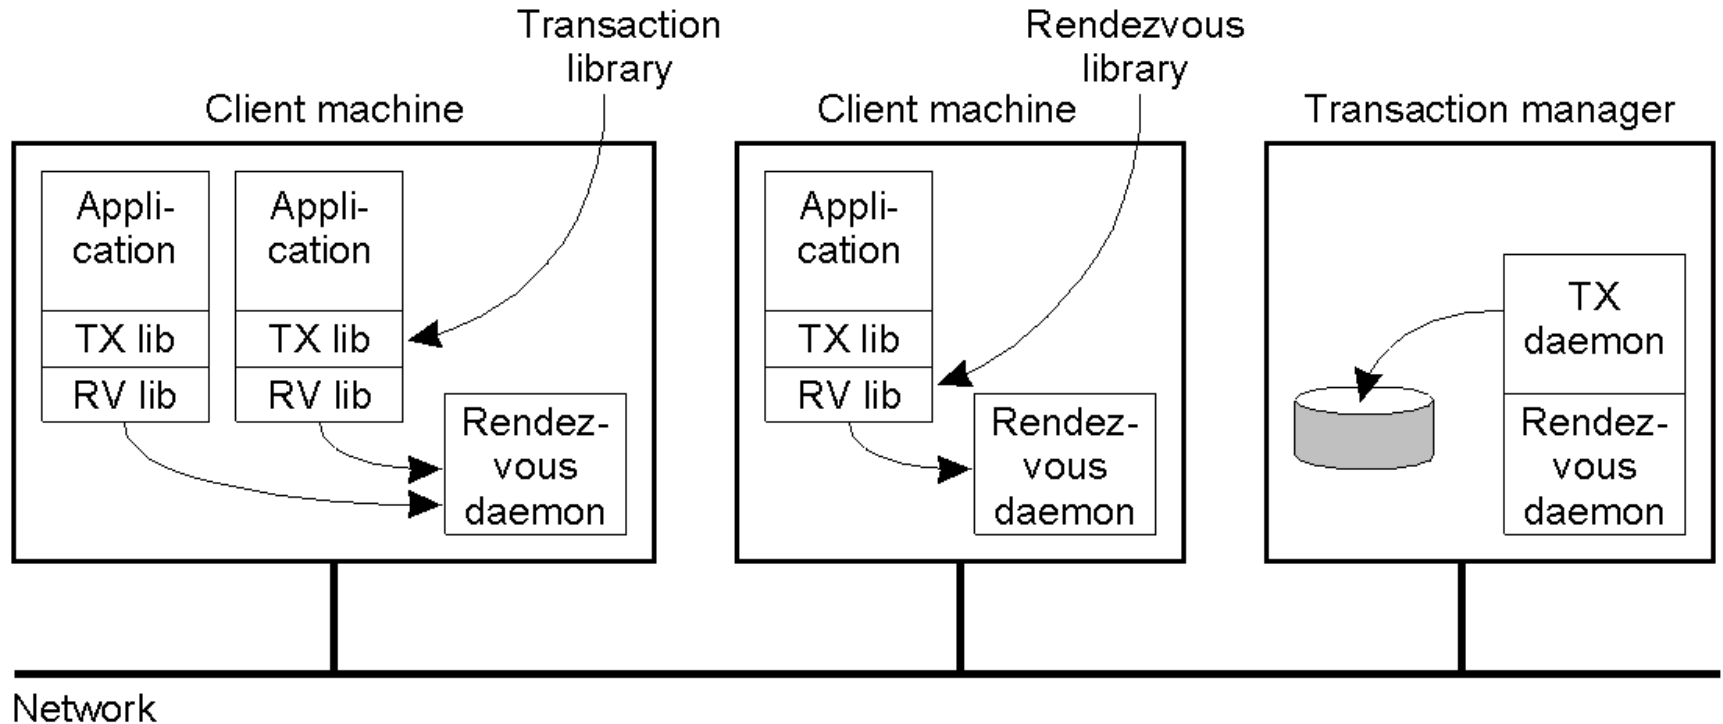 Transaction
library
Rendezvous
library
Client machine
Client machine
Transaction manager
Appli-
cation
TX lib
RV lib
Appli-
cation
TX lib
RV lib
Rendez-
vous
daemon
Appli-
cation
TX lib
RV lib
Rendez-
vous
daemon
TX
daemon
Rendez-
vous
daemon
Network